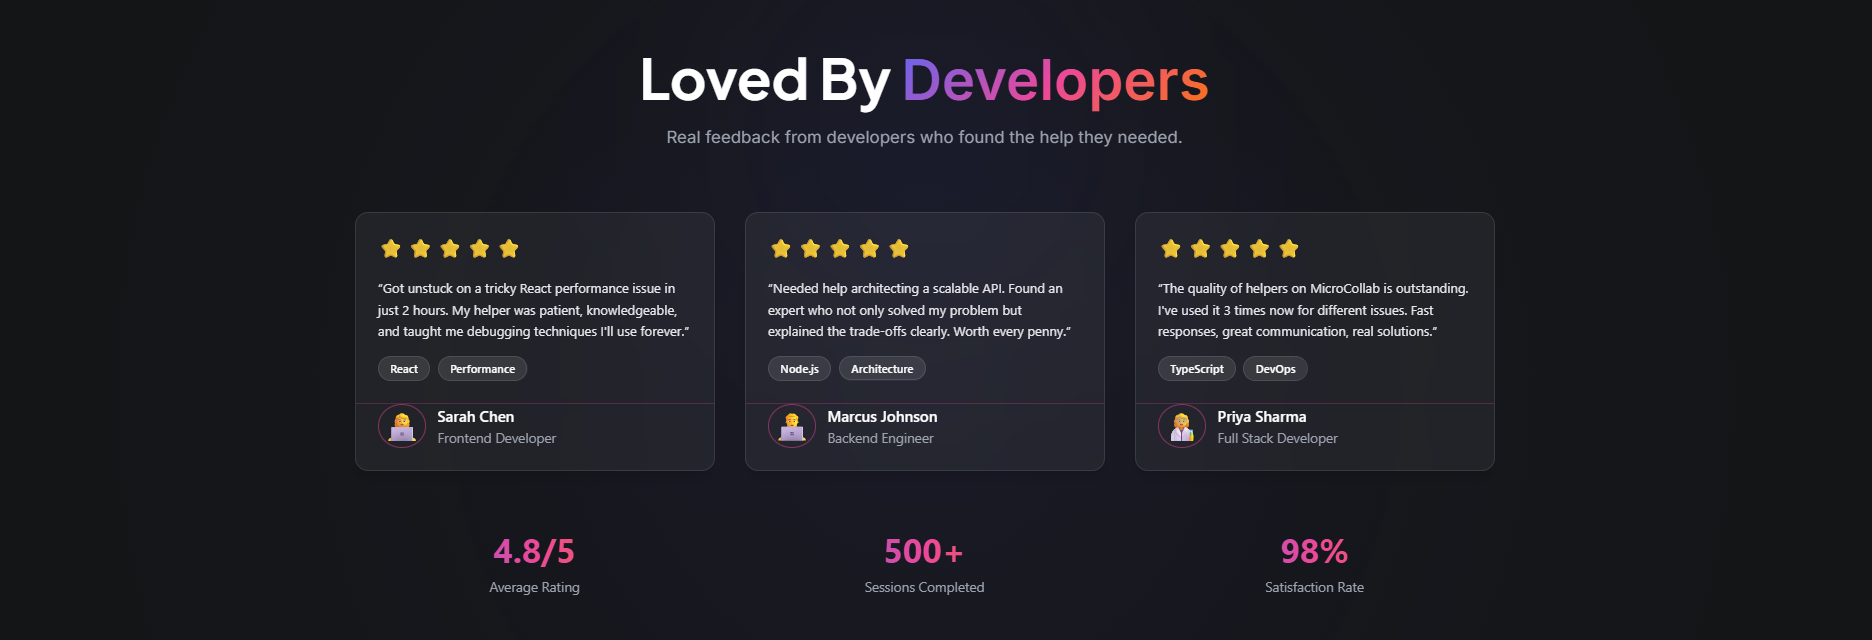 Loved By Developers
Real feedback from developers who found the help they needed.
“Got unstuck on a tricky React performance issue in
just 2 hours. My helper was patient, knowledgeable,
and taught me debugging techniques I'll use forever.”
React
Performance
Sarah Chen
Frontend Developer
“Needed help architecting a scalable API. Found an
expert who not only solved my problem but
explained the trade-offs clearly. Worth every penny.”
Node.js
Architecture
Marcus Johnson
Backend Engineer
“The quality of helpers on MicroCollab is outstanding.
I've used it 3 times now for different issues. Fast
responses, great communication, real solutions.”
TypeScript
DevOps
Priya Sharma
Full Stack Developer
4.8/5
Average Rating
500+
Sessions Completed
98%
Satisfaction Rate